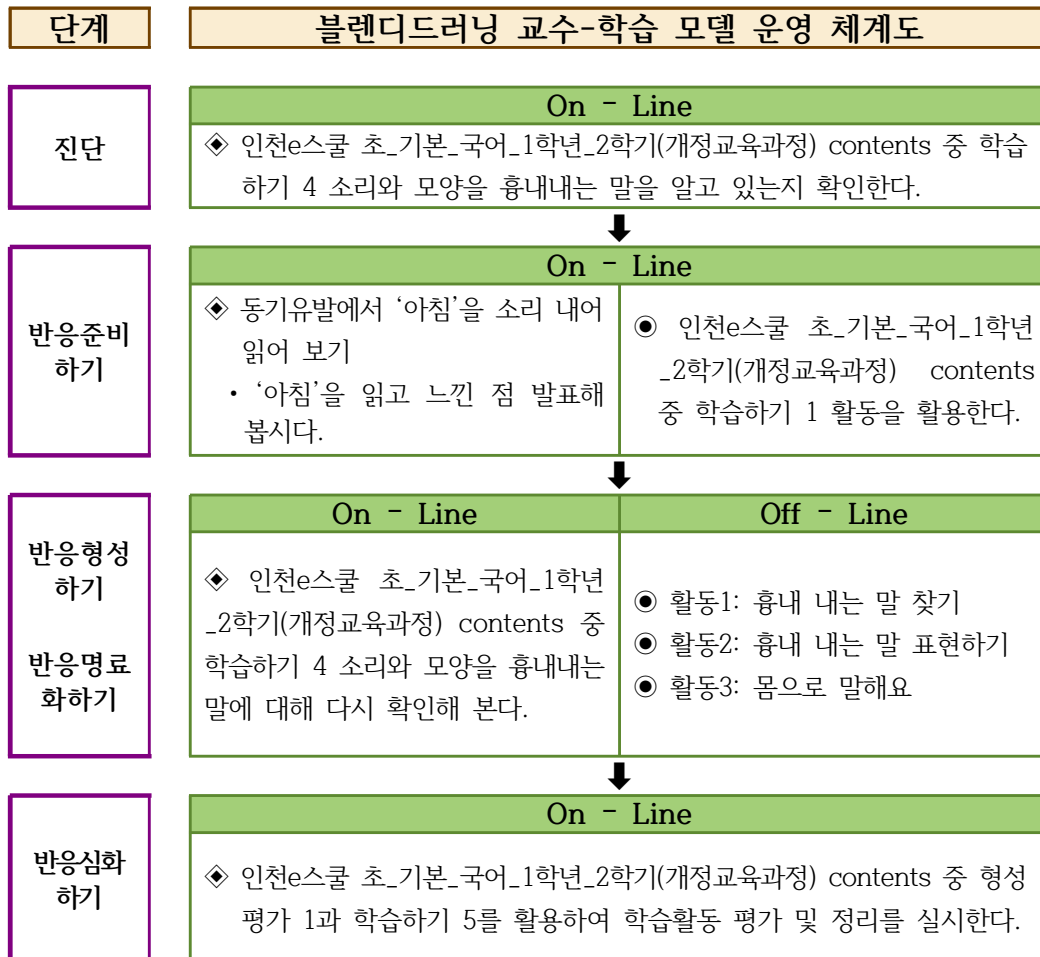 단계
블렌디드러닝 교수-학습 모델 운영 체계도
진단
On - Line
◈ 인천e스쿨 초_기본_국어_1학년_2학기(개정교육과정) contents 중 학습
하기 4 소리와 모양을 흉내내는 말을 알고 있는지 확인한다.
반응준비
하기
On - Line
◈ 동기유발에서 ‘아침’을 소리 내어
읽어 보기
・ ‘아침’을 읽고 느낀 점 발표해
봅시다.
◉ 인천e스쿨 초_기본_국어_1학년
_2학기(개정교육과정) contents
중 학습하기 1 활동을 활용한다.
반응형성
하기
반응명료
화하기
On - Line
◈ 인천e스쿨 초_기본_국어_1학년
_2학기(개정교육과정) contents 중
학습하기 4 소리와 모양을 흉내내는
말에 대해 다시 확인해 본다.
Off - Line
◉ 활동1: 흉내 내는 말 찾기
◉ 활동2: 흉내 내는 말 표현하기
◉ 활동3: 몸으로 말해요
반응심화
하기
On - Line
◈ 인천e스쿨 초_기본_국어_1학년_2학기(개정교육과정) contents 중 형성
평가 1과 학습하기 5를 활용하여 학습활동 평가 및 정리를 실시한다.